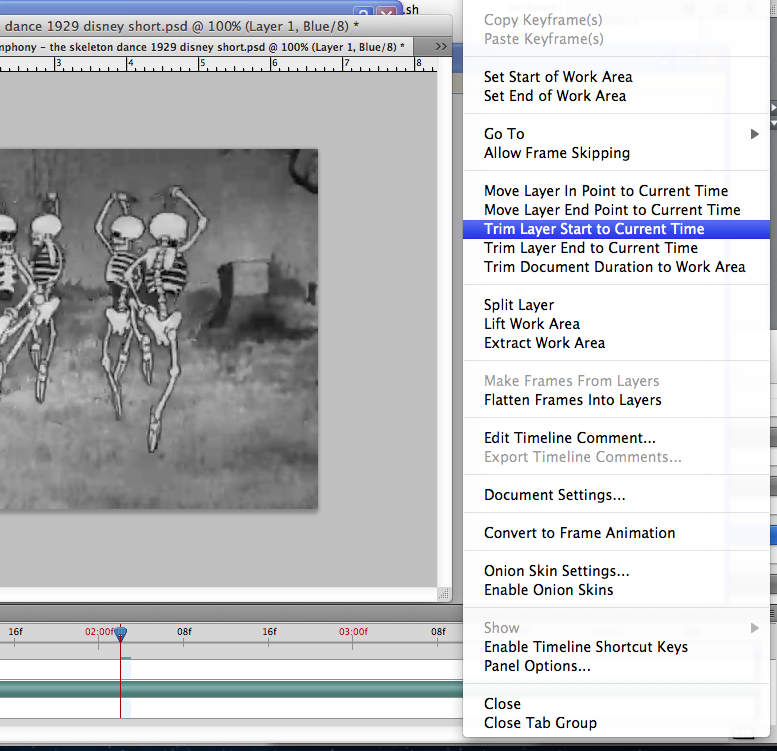 .sh
dance 1929 disney short.psd @ 100% (Layer 1, Blue/8) *
nphony – the skeleton dance 1929 disney short.psd @ 100% (Layer 1, Blue/8) *
>>
3 4 5 6 7 8
Copy Keyframe(s)
Paste Keyframe(s)
Set Start of Work Area
Set End of Work Area
Go To
Allow Frame Skipping
Move Layer In Point to Current Time
Move Layer End Point to Current Time
Trim Layer Start to Current Time
Trim Layer End to Current Time
Trim Document Duration to Work Area
Split Layer
Lift Work Area
Extract Work Area
Make Frames From Layers
Flatten Frames Into Layers
Edit Timeline Comment...
Export Timeline Comments...
Document Settings...
Convert to Frame Animation
Onion Skin Settings...
Enable Onion Skins
Show
Enable Timeline Shortcut Keys
Panel Options...
Close
Close Tab Group
16f 02:00f 08f 16f 03:00f 08f